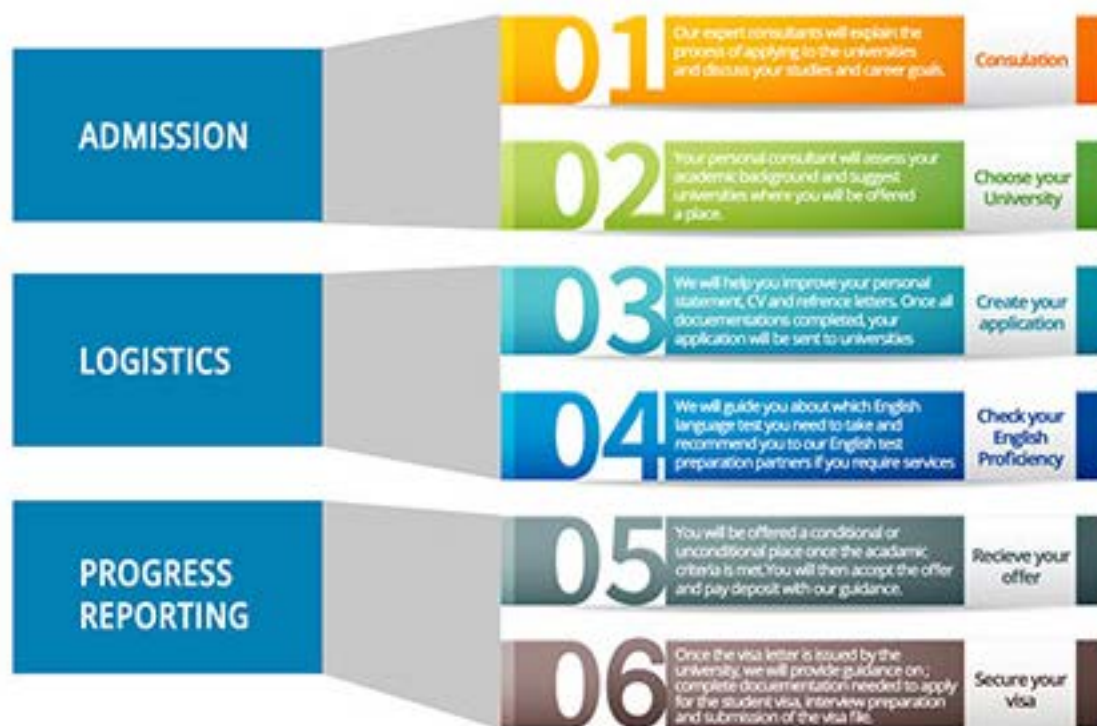 ADMISSION
01
Our expert consultants will explain the
process of applying to the universities
and discuss your studies and career goals.
Consulation
02
Your personal consultant will assess your
academic background and suggest
universities where you will be offered
a place.
Choose your
University
LOGISTICS
03
We will help you improve your personal
statement, CV and refrence letters. Once all
docuementations completed, your
application will be sent to universities
Create your
application
04
We will guide you about which English
language test you need to take and
recommend you to our English test
preparation partners if you require services
Check your
English
Proficiency
PROGRESS
REPORTING
05
You will be offered a conditional or
unconditional place once the acadamic
criteria is met.You will then accept the offer
and pay deposit with our guidance.
Recieve your
offer
06
Once the visa letter is issued by the
university, we will provide guidance on ;
complete docuementation needed to apply
for the student visa, interview preparation
and submission of the visa file.
Secure your
visa